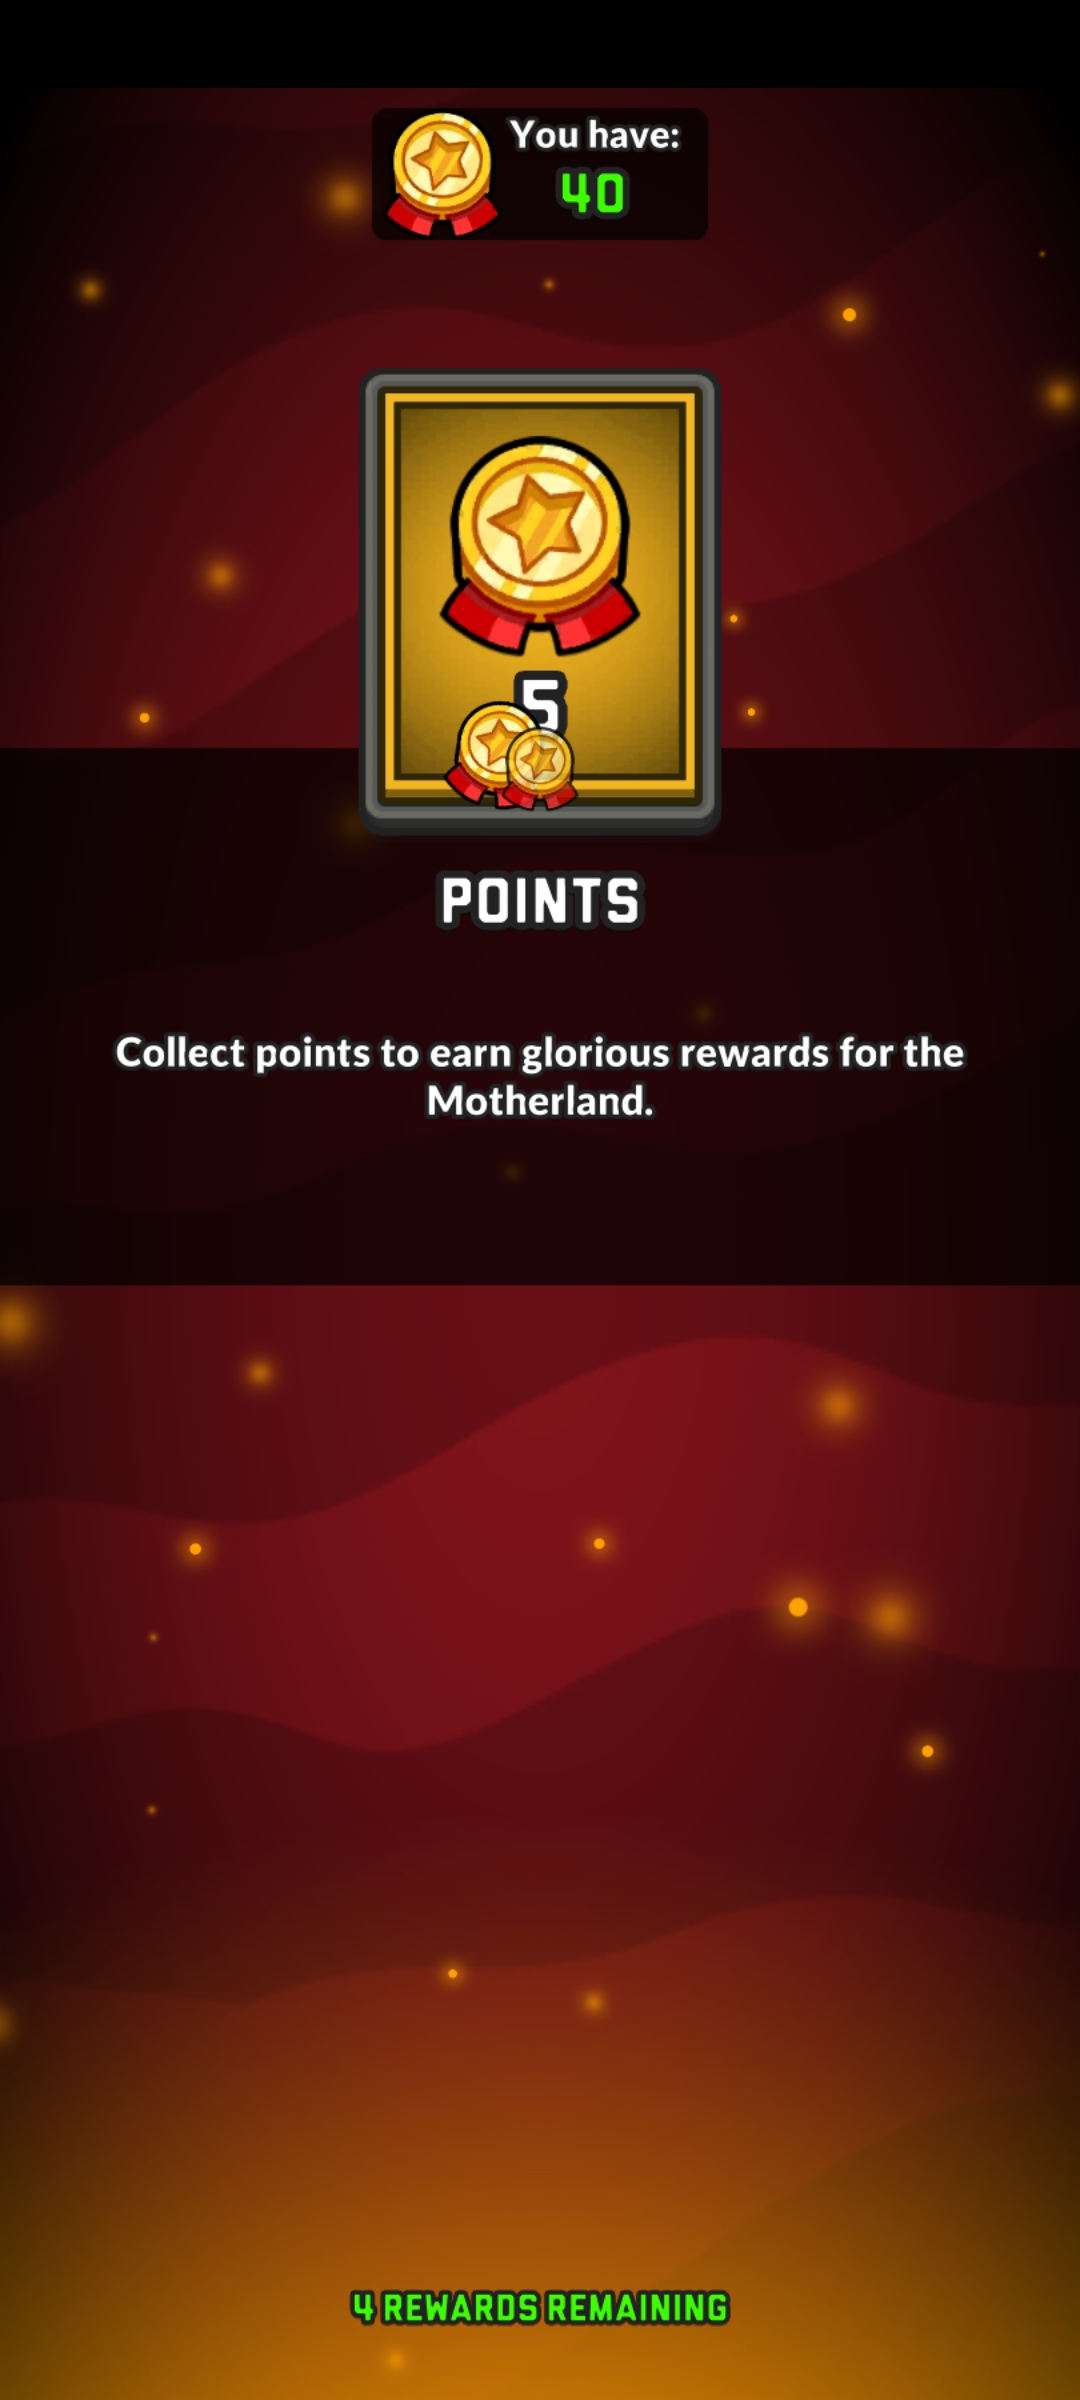 You have:
40
5
POINTS
Collect points to earn glorious rewards for the
Motherland.
4 REWARDS REMAINING